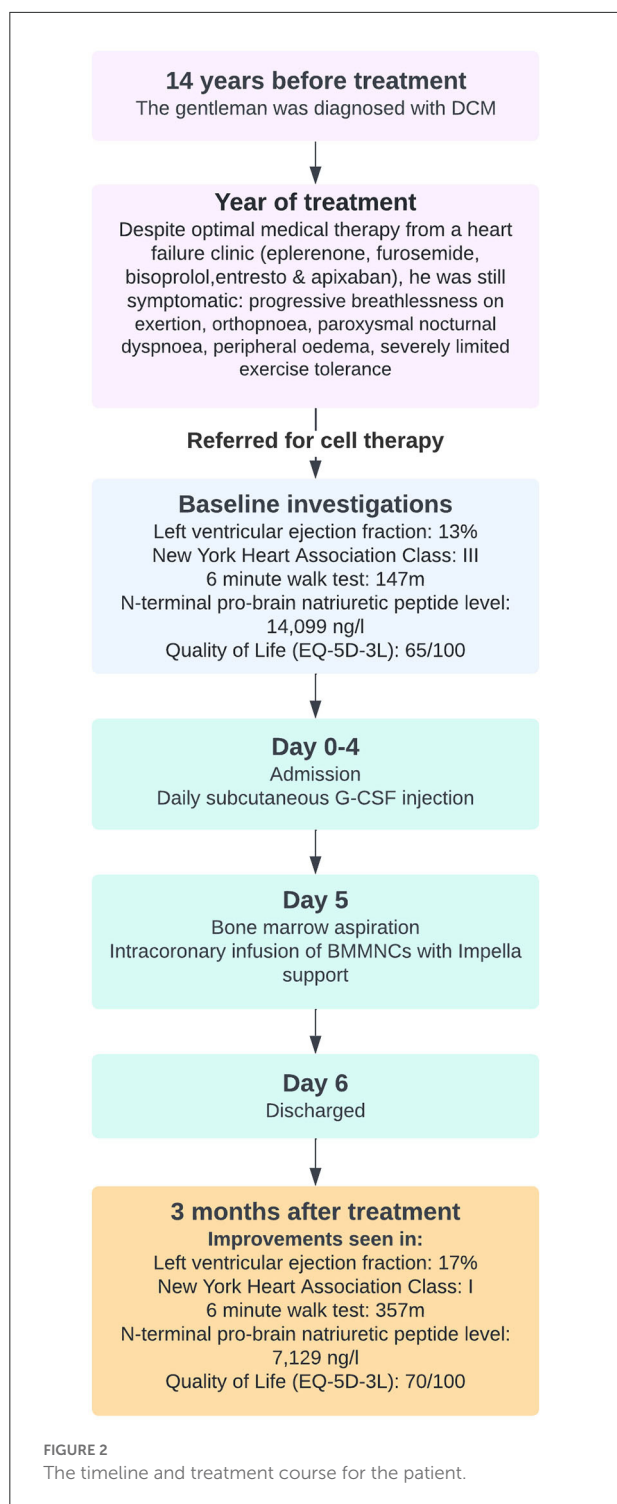 14 years before treatment
The gentleman was diagnosed with DCM
Year of treatment
Despite optimal medical therapy from a heart
failure clinic (eplerenone, furosemide,
bisoprolol,entresto & apixaban), he was still
symptomatic: progressive breathlessness on
exertion, orthopnoea, paroxysmal nocturnal
dyspnoea, peripheral oedema, severely limited
exercise tolerance
Referred for cell therapy
Baseline investigations
Left ventricular ejection fraction: 13%
New York Heart Association Class: III
6 minute walk test: 147m
N-terminal pro-brain natriuretic peptide level:
14,099 ng/l
Quality of Life (EQ-5D-3L): 65/100
Day 0-4
Admission
Daily subcutaneous G-CSF injection
Day 5
Bone marrow aspiration
Intracoronary infusion of BMMNCs with Impella
support
Day 6
Discharged
3 months after treatment
Improvements seen in:
Left ventricular ejection fraction: 17%
New York Heart Association Class: I
6 minute walk test: 357m
N-terminal pro-brain natriuretic peptide level:
7,129 ng/l
Quality of Life (EQ-5D-3L): 70/100
FIGURE 2
The timeline and treatment course for the patient.